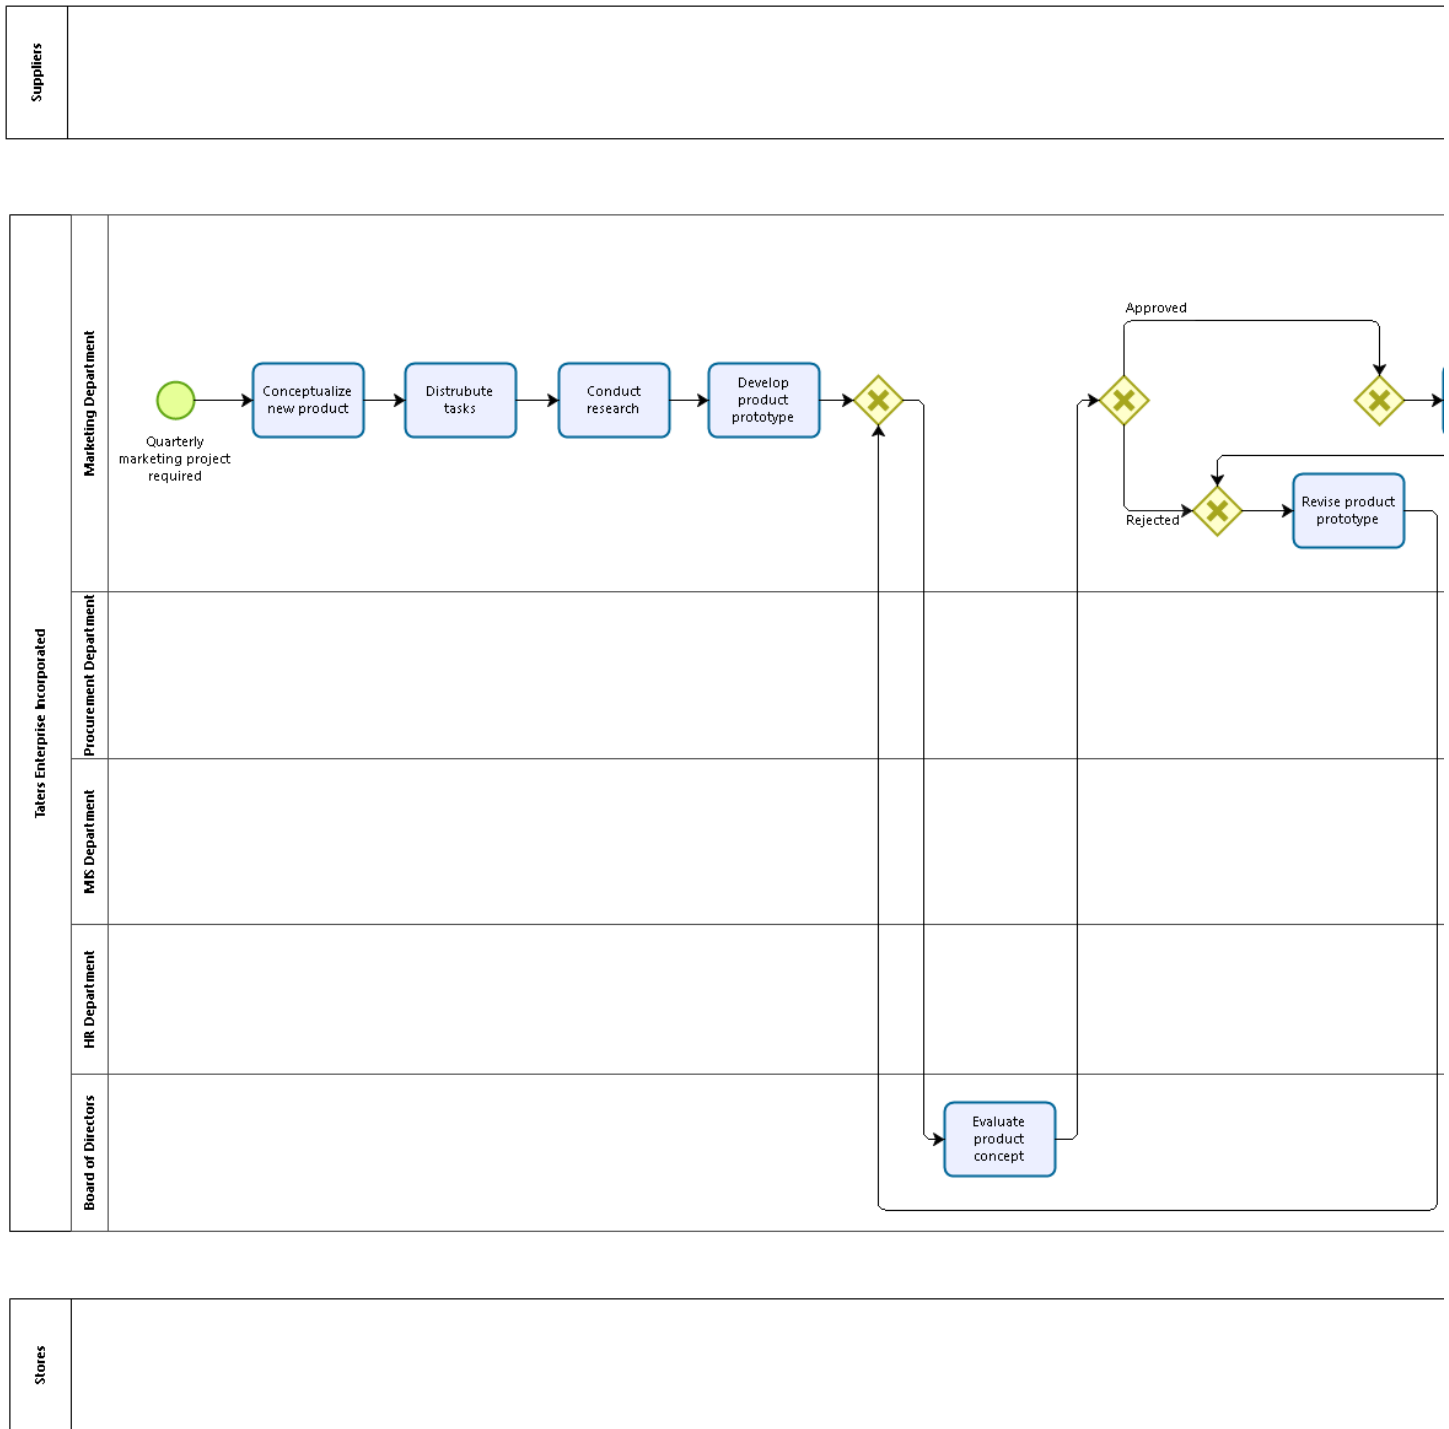 Suppliers
Taters Enterprise Incorporated
Marketing Department
Quarterly
marketing project
required
Conceptualize
new product
Distrubute
tasks
Conduct
research
Develop
product
prototype
Approved
Rejected
Revise product
prototype
Procurement Department
MIS Department
HR Department
Board of Directors
Evaluate
product
concept
Stores